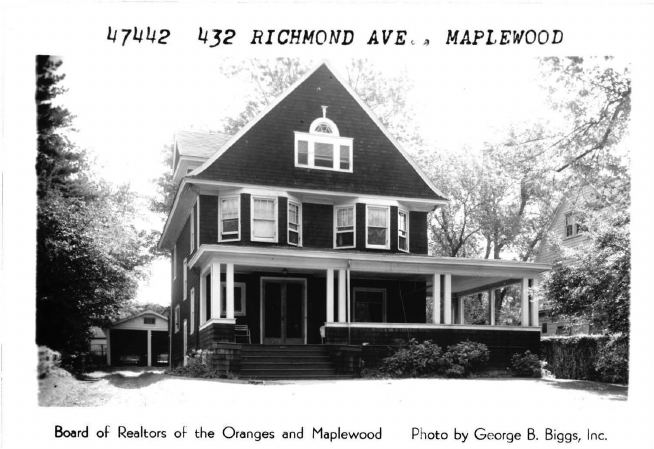 47442 432 RICHMOND AVE., MAPLEWOOD
Board of Realtors of the Oranges and Maplewood Photo by George B. Biggs, Inc.